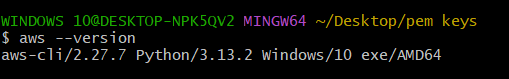 WINDOWS 10@DESKTOP-NPK5QV2 MINGW64 ~/Desktop/pem keys
$ aws --version
aws-cli/2.27.7 Python/3.13.2 Windows/10 exe/AMD64